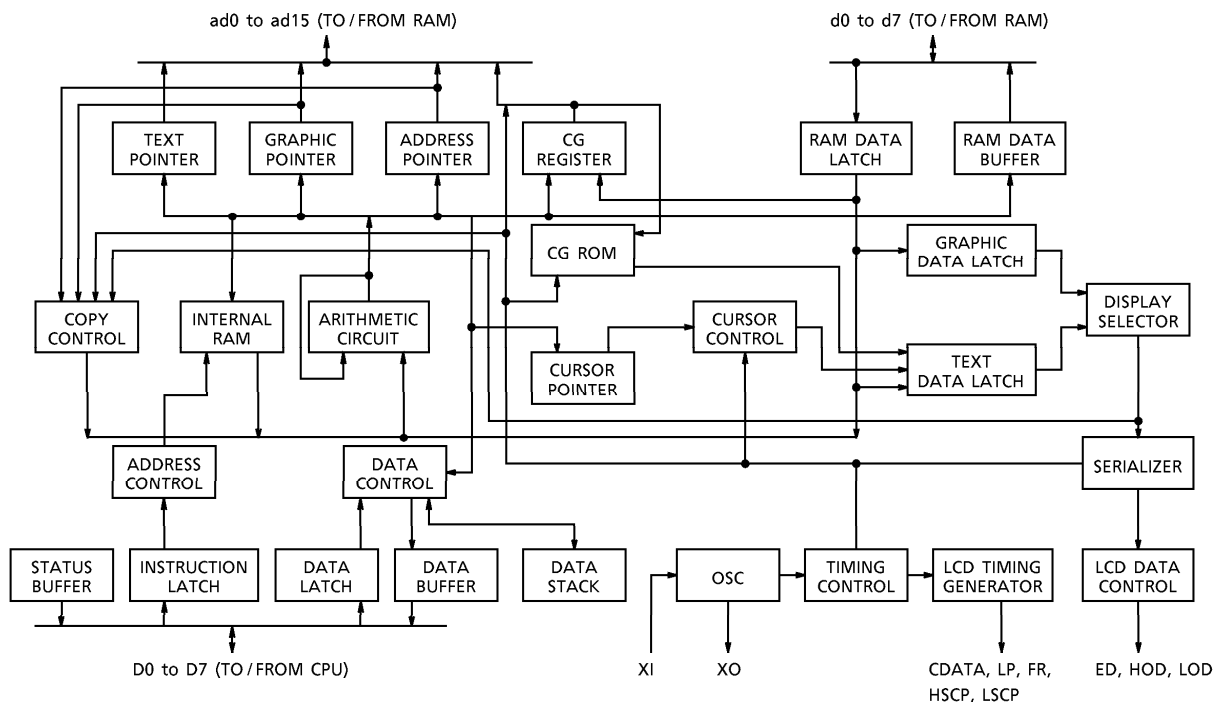 ad0 to ad15 (TO / FROM RAM)
d0 to d7 (TO / FROM RAM)
TEXT
POINTER
GRAPHIC
POINTER
ADDRESS
POINTER
CG
REGISTER
RAM DATA
LATCH
RAM DATA
BUFFER
CG ROM
GRAPHIC
DATA LATCH
COPY
CONTROL
INTERNAL
RAM
ARITHMETIC
CIRCUIT
CURSOR
POINTER
CURSOR
CONTROL
TEXT
DATA LATCH
DISPLAY
SELECTOR
ADDRESS
CONTROL
DATA
CONTROL
SERIALIZER
STATUS
BUFFER
INSTRUCTION
LATCH
DATA
LATCH
DATA
BUFFER
DATA
STACK
OSC
TIMING
CONTROL
LCD TIMING
GENERATOR
LCD DATA
CONTROL
D0 to D7 (TO / FROM CPU)
XI
XO
CDATA, LP, FR,
HSCP, LSCP
ED, HOD, LOD